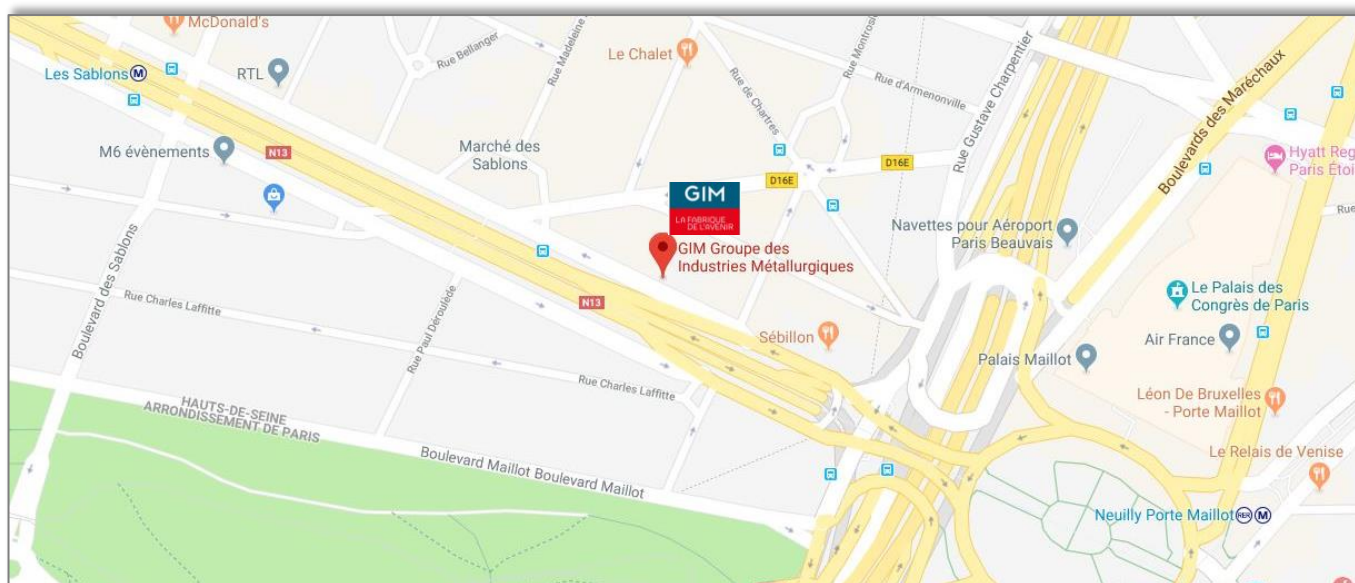 McDonald's
Les Sablons M
RTL
Rue Bellanger
Rue Madeleine
Le Chalet
Rue de Chartres
Rue Montrosi
Rue d'Armenonville
Rue Gustave Charpentier
Boulevards des Maréchaux
Hyatt Reg
Paris Étoi
M6 évènements
N13
Marché des
Sablons
D16E
D16E
GIM
LA FABRIQUE
DE L'AVENIR
GIM Groupe des
Industries Métallurgiques
Navettes pour Aéroport
Paris Beauvais
Rue
Boulevard des Sablons
Rue Charles Laffitte
Rue Paul Déroulède
N13
Sébillon
Le Palais des
Congrès de Paris
Air France
Palais Maillot
Rue Charles Laffitte
Léon De Bruxelles
- Porte Maillot
HAUTS-DE-SEINE
ARRONDISSEMENT DE PARIS
Boulevard Maillot Boulevard Maillot
Le Relais de Venise
Neuilly Porte Maillot RER M